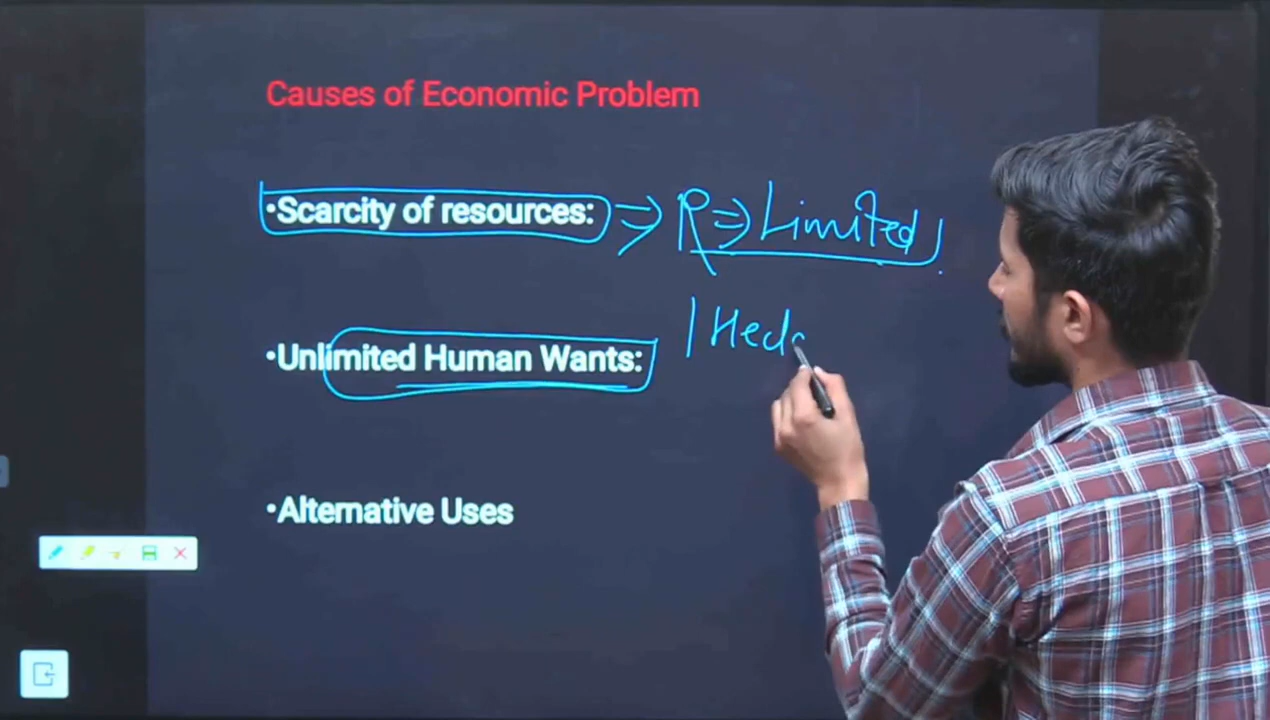 Causes of Economic Problem
•Scarcity of resources: => R => Limited
•Unlimited Human Wants:
•Alternative Uses